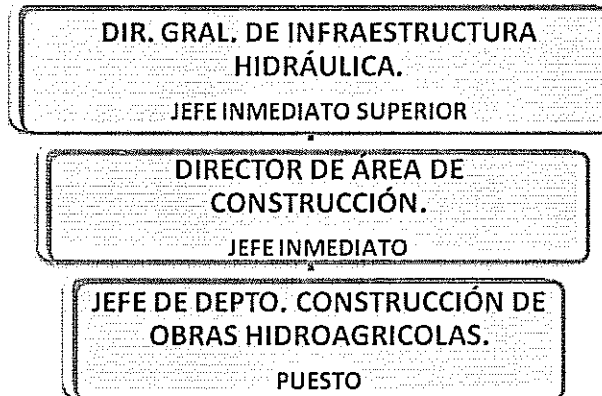 DIR. GRAL. DE INFRAESTRUCTURA
HIDRÁULICA.
JEFE INMEDIATO SUPERIOR
DIRECTOR DE ÁREA DE
CONSTRUCCIÓN.
JEFE INMEDIATO
JEFE DE DEPTO. CONSTRUCCIÓN DE
OBRAS HIDROAGRICOLAS.
PUESTO